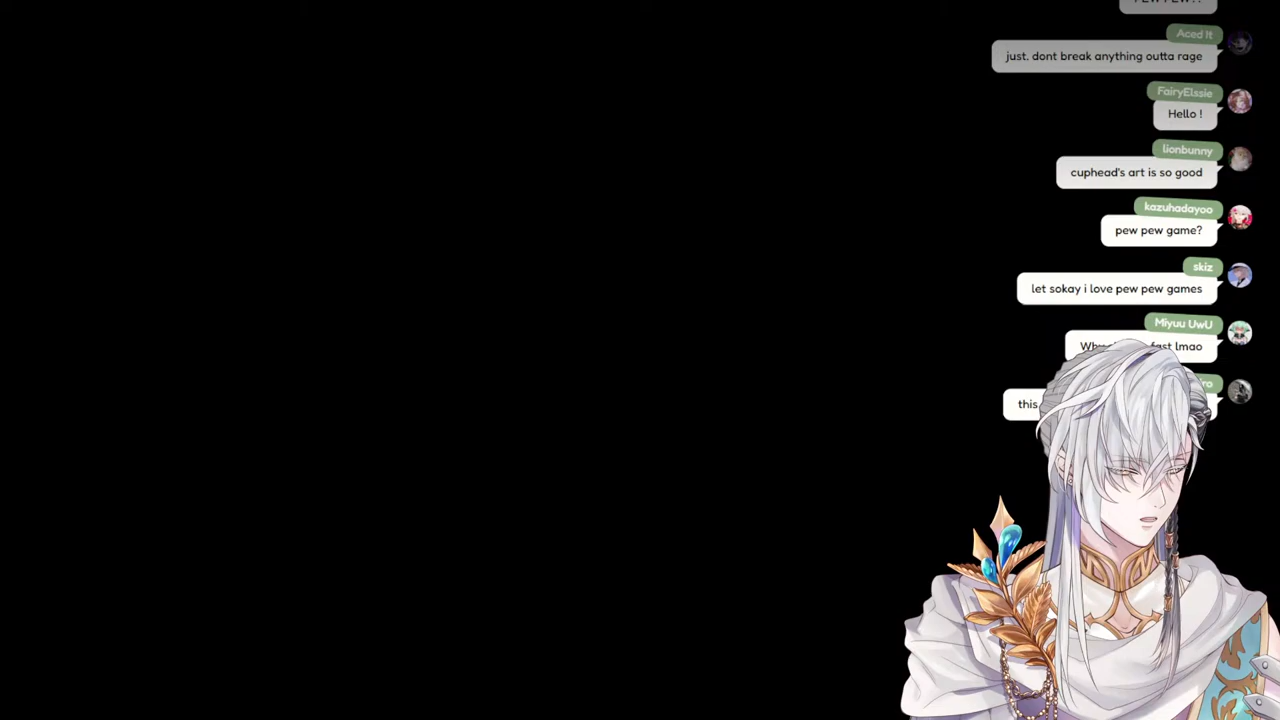 Aced It
just. dont break anything outta rage
FairyElssie
Hello !
lionbunny
cuphead's art is so good
kazuhadayoo
pew pew game?
skiz
let sokay i love pew pew games
Miyuu UwU
fast lmao
this